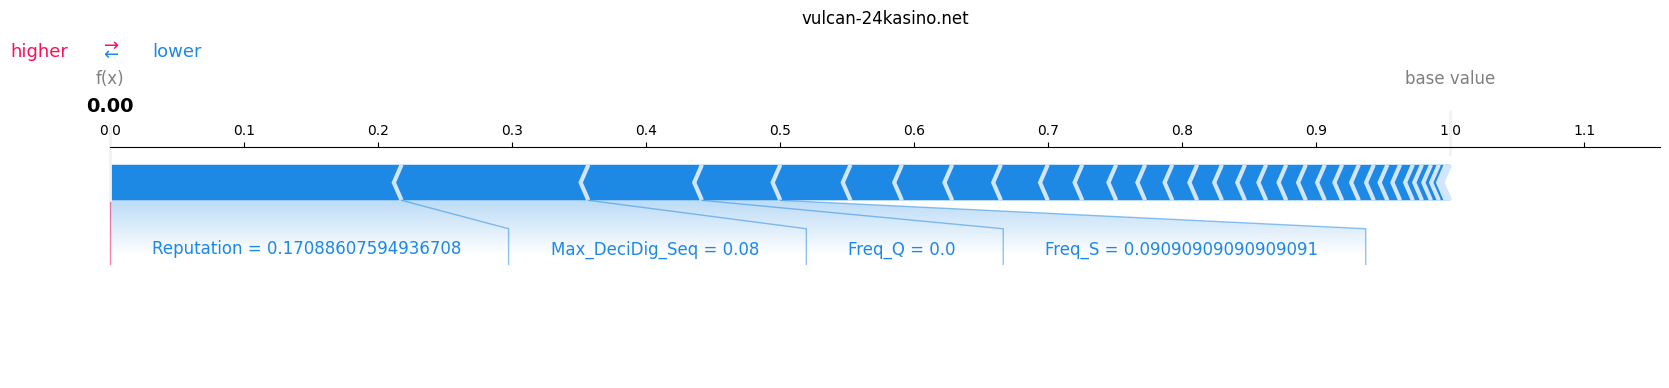 vulcan-24kasino.net
higher → ← lower
f(x)
base value
0.00
0.0 0.1 0.2 0.3 0.4 0.5 0.6 0.7 0.8 0.9 1.0 1.1
Reputation = 0.17088607594936708
Max_DeciDig_Seq = 0.08
Freq_Q = 0.0
Freq_S = 0.09090909090909091